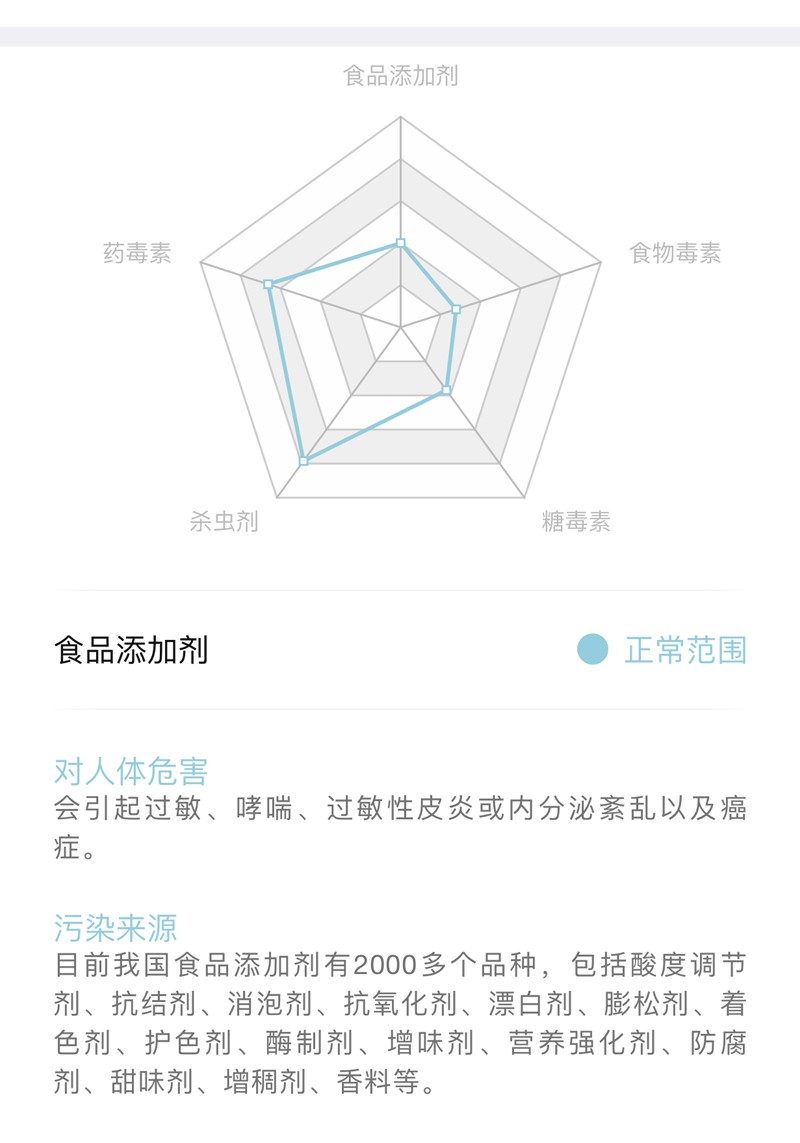 食品添加剂
药毒素
食物毒素
杀虫剂
糖毒素
食品添加剂
正常范围
对人体危害
会引起过敏、哮喘、过敏性皮炎或内分泌紊乱以及癌
症。
污染来源
目前我国食品添加剂有2000多个品种，包括酸度调节
剂、抗结剂、消泡剂、抗氧化剂、漂白剂、膨松剂、着
色剂、护色剂、酶制剂、增味剂、营养强化剂、防腐
剂、甜味剂、增稠剂、香料等。